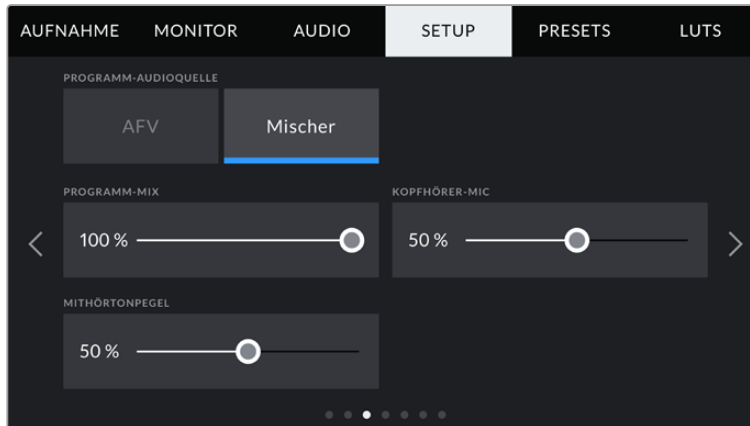 AUFNAHME MONITOR AUDIO SETUP PRESETS LUTS
PROGRAMM-AUDIOQUELLE
AFV Mischer
PROGRAMM-MIX KOPFHÖRER-MIC
100 % 50 %
MITHÖRTONPEGEL
50 %